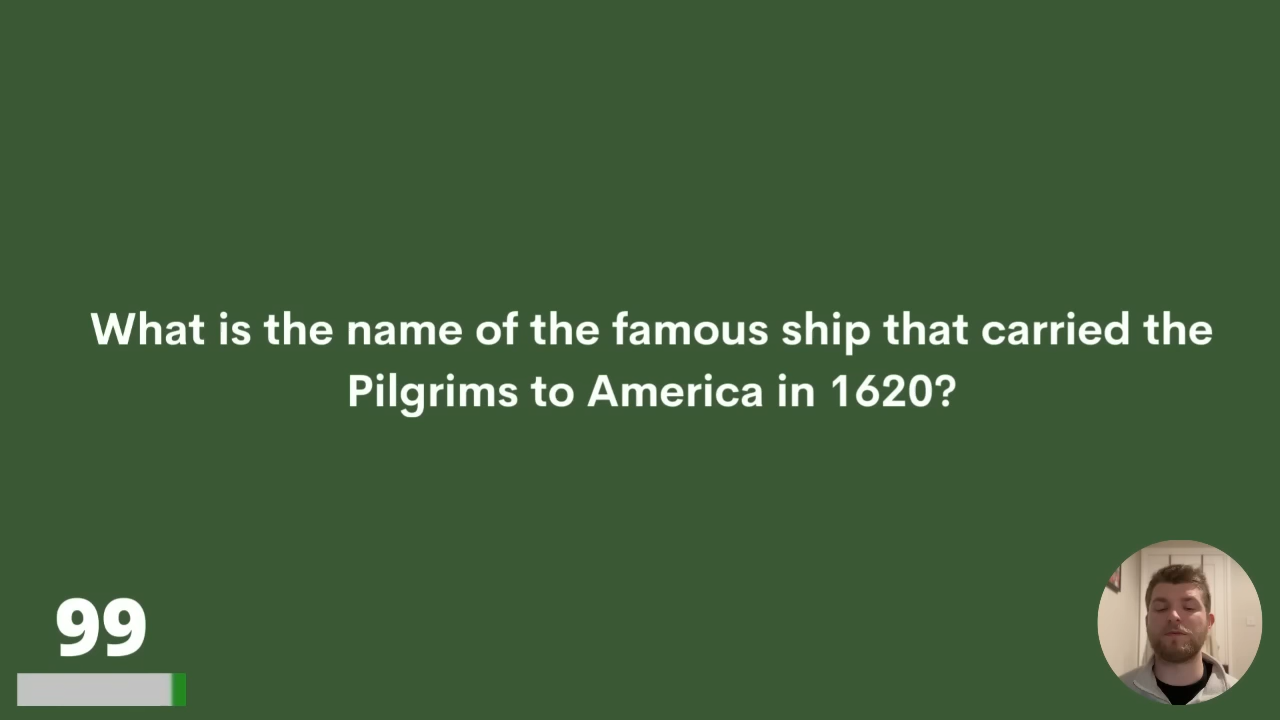 What is the name of the famous ship that carried the
Pilgrims to America in 1620?
99